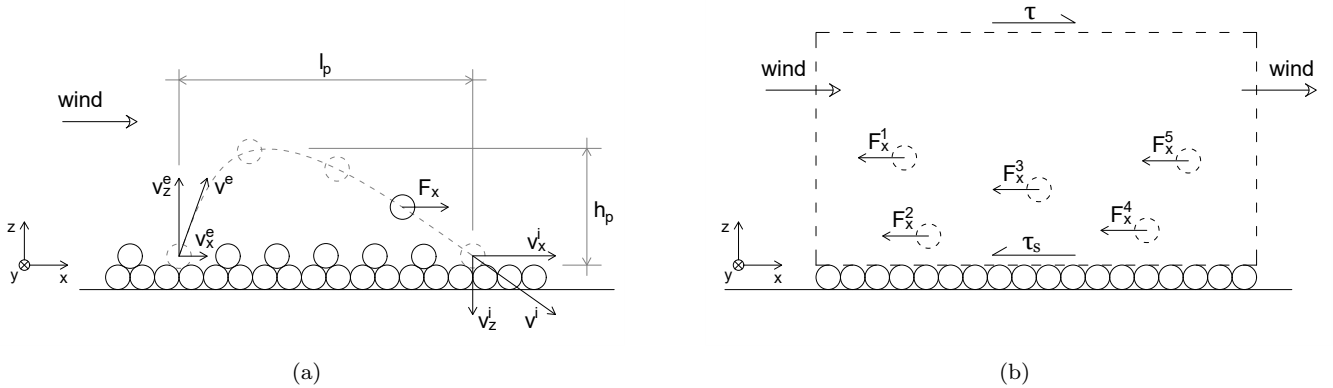 l_p
wind
v_z^e
v^e
v_x^e
F_x
h_p
v_x^i
v_z^i
v^i
z
y
x
(a)
τ
wind
wind
F_x^1
F_x^2
F_x^3
F_x^4
F_x^5
τ_s
z
y
x
(b)